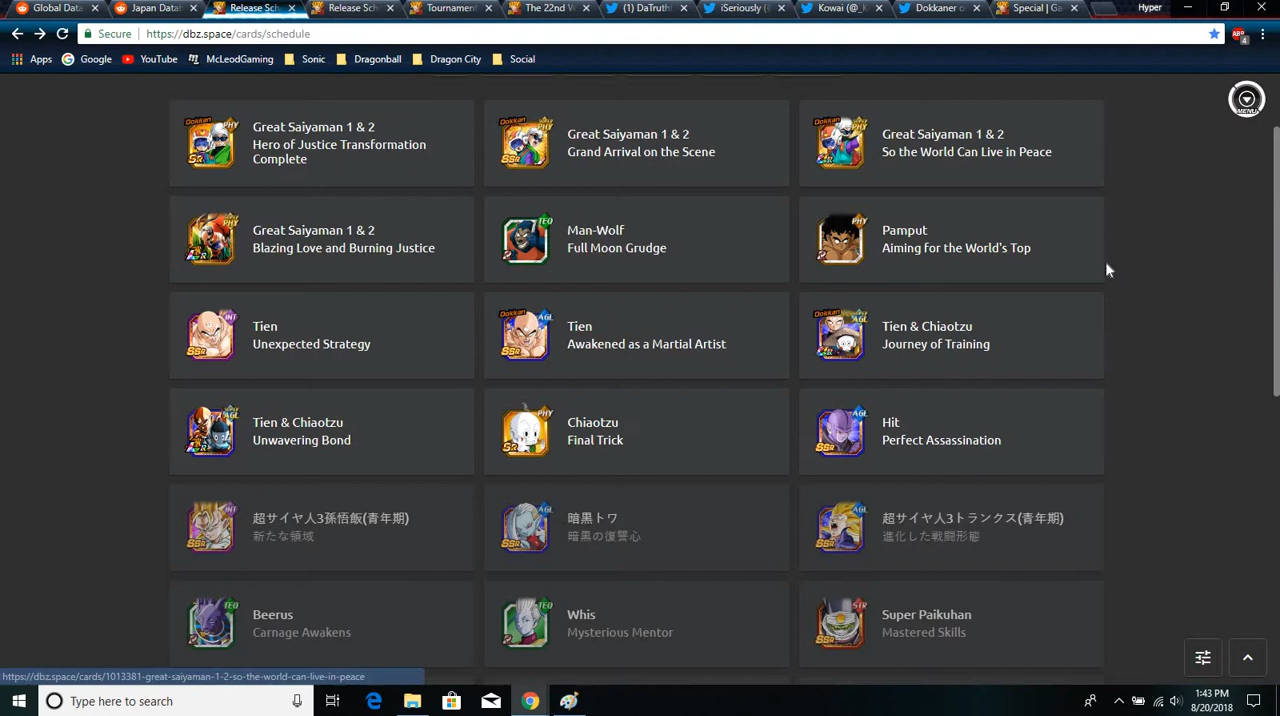 Global Data
Japan Datal
Release Sch
Release Sch
Tournament
The 22nd W
(1) DaTruthl
iSeriously (
Kowai (@_k
Dokkaner c
Special | Ga
Hyper
Secure
https://dbz.space/cards/schedule
ABP
4
Apps
Google
YouTube
McLeodGaming
Sonic
Dragonball
Dragon City
Social
MENU
Great Saiyaman 1 & 2
Hero of Justice Transformation
Complete
Great Saiyaman 1 & 2
Grand Arrival on the Scene
Great Saiyaman 1 & 2
So the World Can Live in Peace
Great Saiyaman 1 & 2
Blazing Love and Burning Justice
Man-Wolf
Full Moon Grudge
Pamput
Aiming for the World's Top
Tien
Unexpected Strategy
Tien
Awakened as a Martial Artist
Tien & Chiaotzu
Journey of Training
Tien & Chiaotzu
Unwavering Bond
Chiaotzu
Final Trick
Hit
Perfect Assassination
超サイヤ人3孫悟飯(青年期)
新たな領域
暗黒トワ
暗黒の復讐心
超サイヤ人3トランクス(青年期)
進化した戦闘形態
Beerus
Carnage Awakens
Whis
Mysterious Mentor
Super Paikuhan
Mastered Skills
https://dbz.space/cards/1013381-great-saiyaman-1-2-so-the-world-can-live-in-peace
Type here to search
1:43 PM
8/20/2018